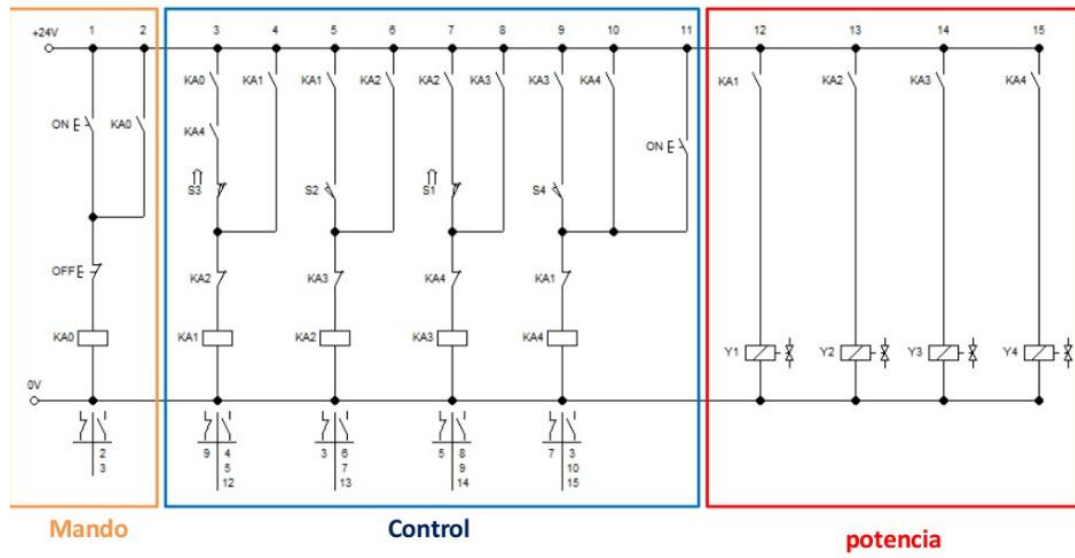 1 2 3 4 5 6 7 8 9 10 11 12 13 14 15
+24V
KA0 KA1 KA1 KA2 KA2 KA3 KA3 KA4 KA1 KA2 KA3 KA4
ON E KA0 KA4 ON E
S3 S2 S1 S4
OFF E KA2 KA3 KA4 KA1
KA0 KA1 KA2 KA3 KA4 Y1 Y2 Y3 Y4
0V
2 9 4 3 6 5 8 7 3
3 5 7 9 10
12 13 14 15
Mando Control potencia